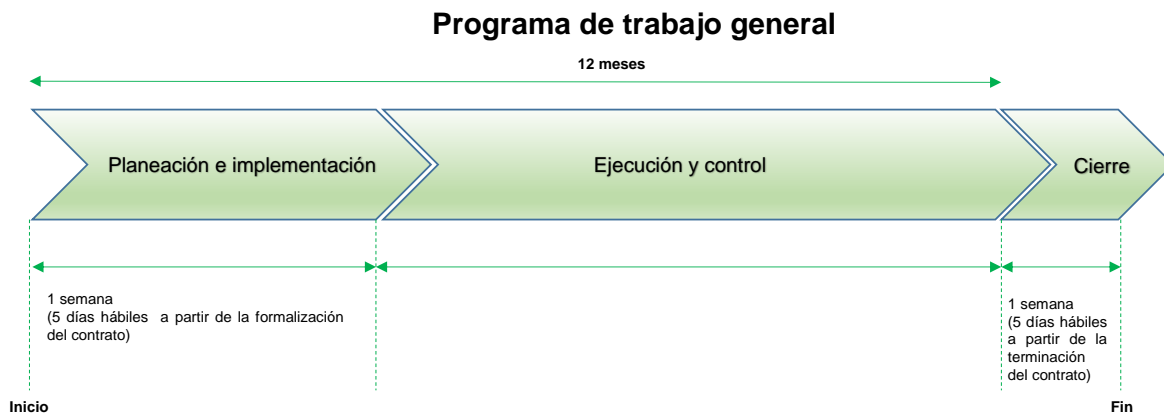 Programa de trabajo general
12 meses
Planeación e implementación
Ejecución y control
Cierre
1 semana
(5 días hábiles a partir de la formalización
del contrato)
1 semana
(5 días hábiles
a partir de la
terminación
del contrato)
Inicio
Fin